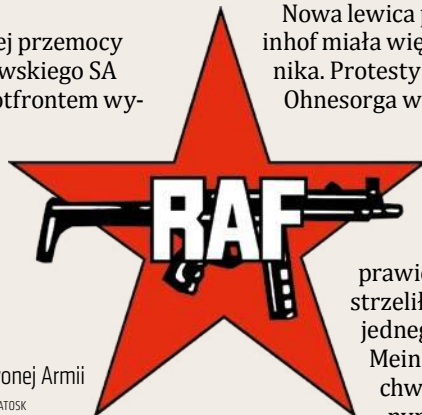 ej przemocy
wskiego SA
otfrontem wy-
RAF
onej Armii
ATOSK
Nowa lewica p
inhof miała wię
nika. Protesty
Ohnesorga w
prawie
strzelił
jedneg
Mein
chw